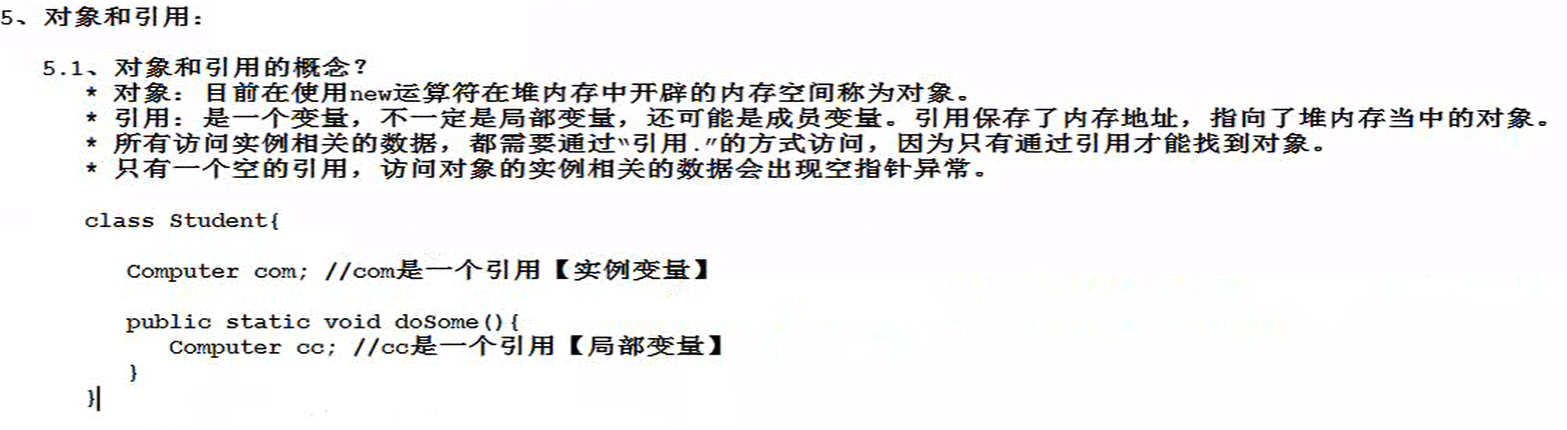 5、对象和引用：
5.1、对象和引用的概念？
* 对象：目前在使用new运算符在堆内存中开辟的内存空间称为对象。
* 引用：是一个变量，不一定是局部变量，还可能是成员变量。引用保存了内存地址，指向了堆内存当中的对象。
* 所有访问实例相关的数据，都需要通过“引用.”的方式访问，因为只有通过引用才能找到对象。
* 只有一个空的引用，访问对象的实例相关的数据会出现空指针异常。
class Student{
Computer com; //com是一个引用【实例变量】
public static void doSome(){
Computer cc; //cc是一个引用【局部变量】
}
}